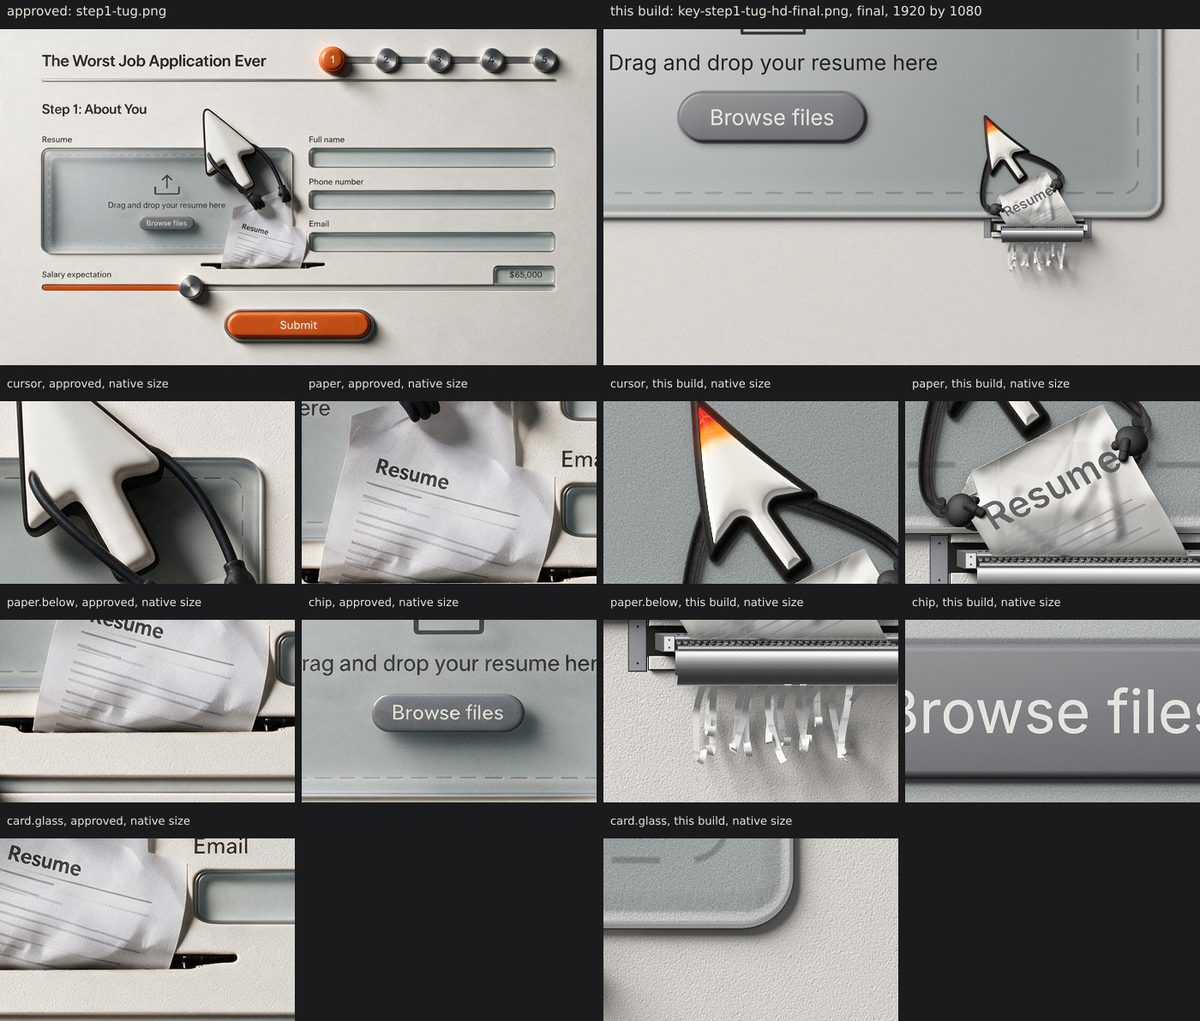 approved: step1-tug.png
this build: key-step1-tug-hd-final.png, final, 1920 by 1080
The Worst Job Application Ever
1 2 3 4 5
Step 1: About You
Resume
Full name
Phone number
Drag and drop your resume here
Browse files
Email
Resume
Salary expectation
$65,000
Submit
Drag and drop your resume here
Browse files
Resume
cursor, approved, native size
paper, approved, native size
cursor, this build, native size
paper, this build, native size
ere
Resume
Ema
Resume
paper.below, approved, native size
chip, approved, native size
paper.below, this build, native size
chip, this build, native size
Resume
rag and drop your resume her
Browse files
Browse files
card.glass, approved, native size
card.glass, this build, native size
Email
Resume